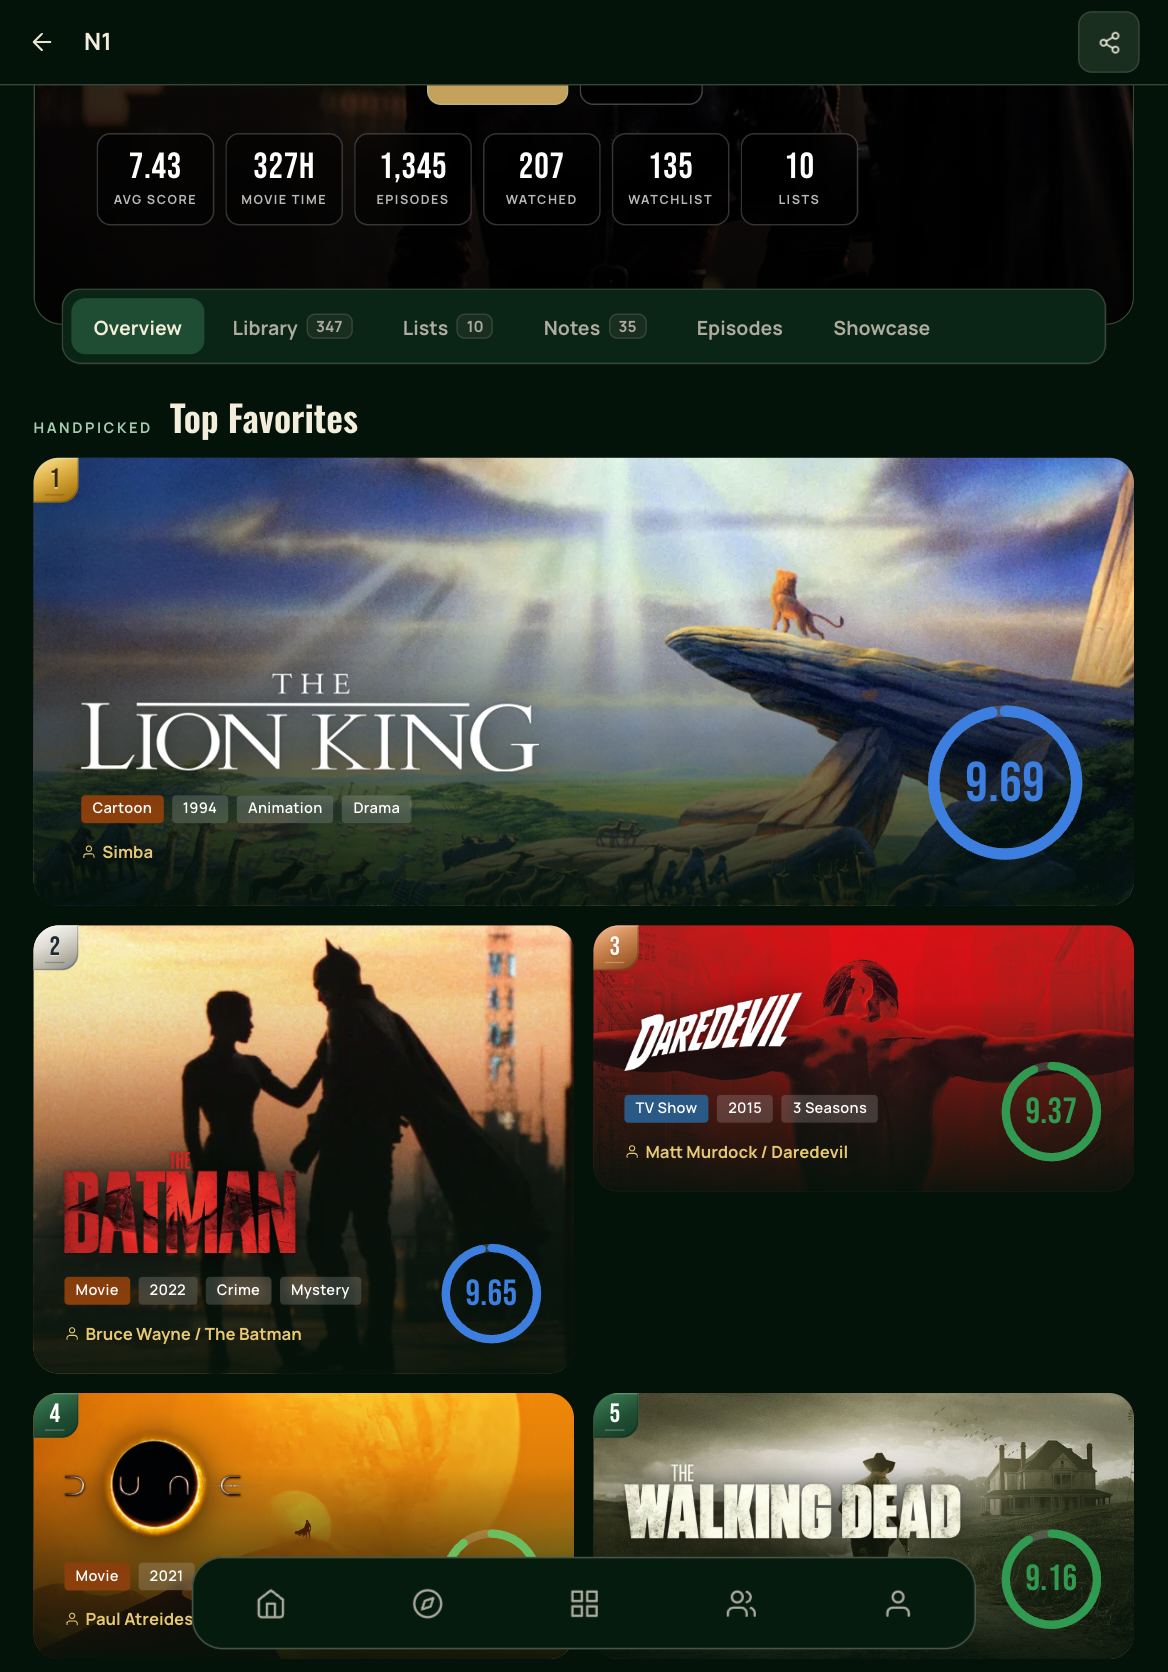 N1
7.43 327H 1,345 207 135 10
AVG SCORE MOVIE TIME EPISODES WATCHED WATCHLIST LISTS
Overview Library 347 Lists 10 Notes 35 Episodes Showcase
HANDPICKED Top Favorites
1
THE
LION KING
9.69
Cartoon 1994 Animation Drama
Simba
2
THE
BATMAN
9.65
Movie 2022 Crime Mystery
Bruce Wayne / The Batman
3
DAREDEVIL
TV Show 2015 3 Seasons
9.37
Matt Murdock / Daredevil
4
DUNE
Movie 2021
Paul Atreides
5
THE
WALKING DEAD
9.16